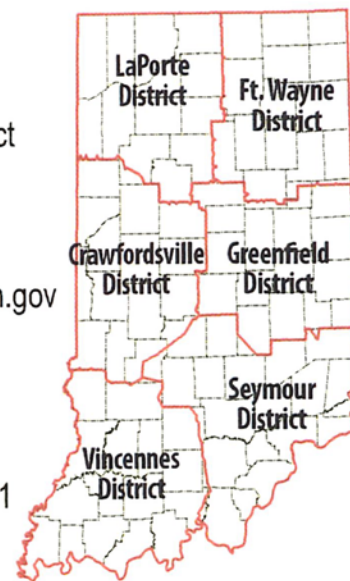 LaPorte
District
Ft. Wayne
District
ct
Crawfordsville
District
Greenfield
District
n.gov
Seymour
District
Vincennes
District
1